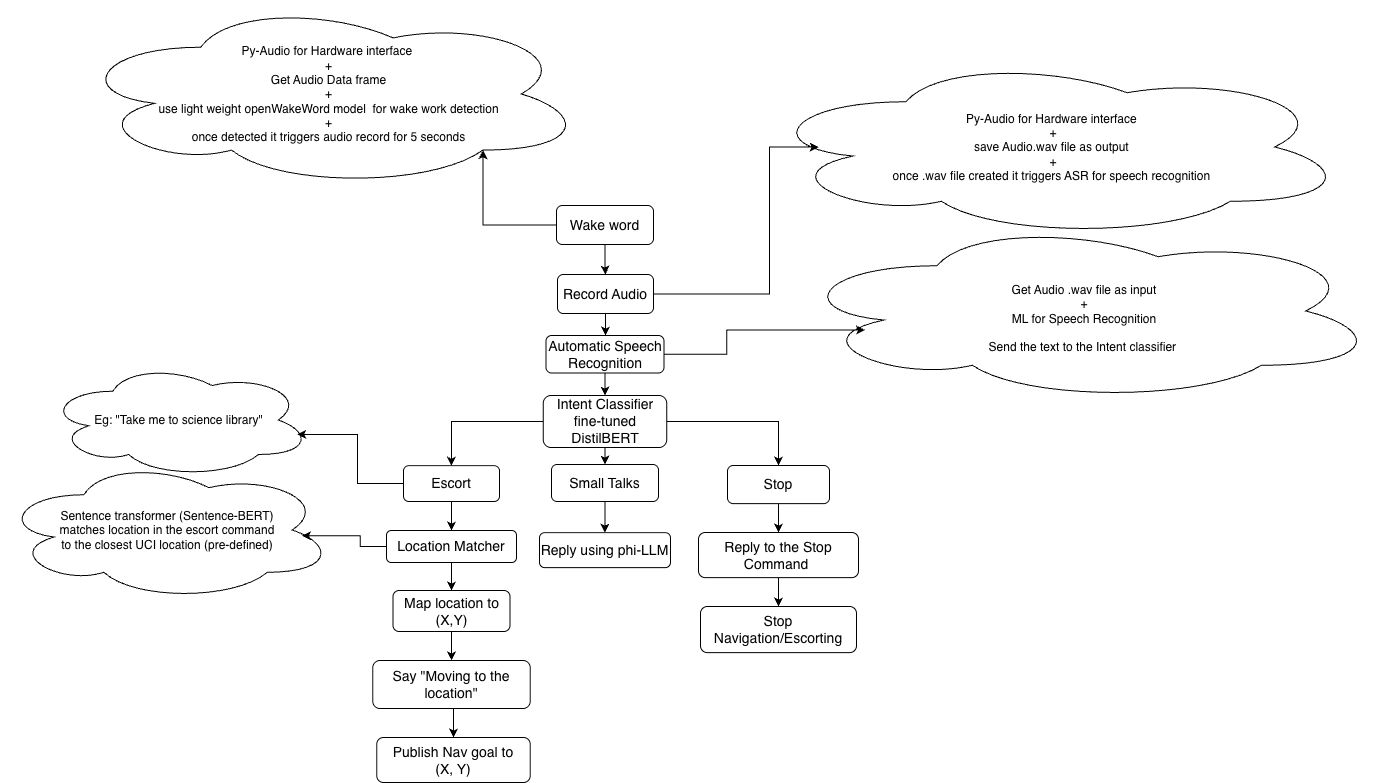 Py-Audio for Hardware interface
+
Get Audio Data frame
+
use light weight openWakeWord model  for wake work detection
+
once detected it triggers audio record for 5 seconds
Py-Audio for Hardware interface
+
save Audio.wav file as output
+
once .wav file created it triggers ASR for speech recognition
Wake word
Record Audio
Get Audio .wav file as input
+
ML for Speech Recognition
Send the text to the Intent classifier
Automatic Speech
Recognition
Intent Classifier
fine-tuned
DistilBERT
Eg: "Take me to science library"
Escort
Small Talks
Stop
Sentence transformer (Sentence-BERT)
matches location in the escort command
to the closest UCI location (pre-defined)
Location Matcher
Reply using phi-LLM
Reply to the Stop
Command
Map location to
(X,Y)
Stop
Navigation/Escorting
Say "Moving to the
location"
Publish Nav goal to
(X, Y)